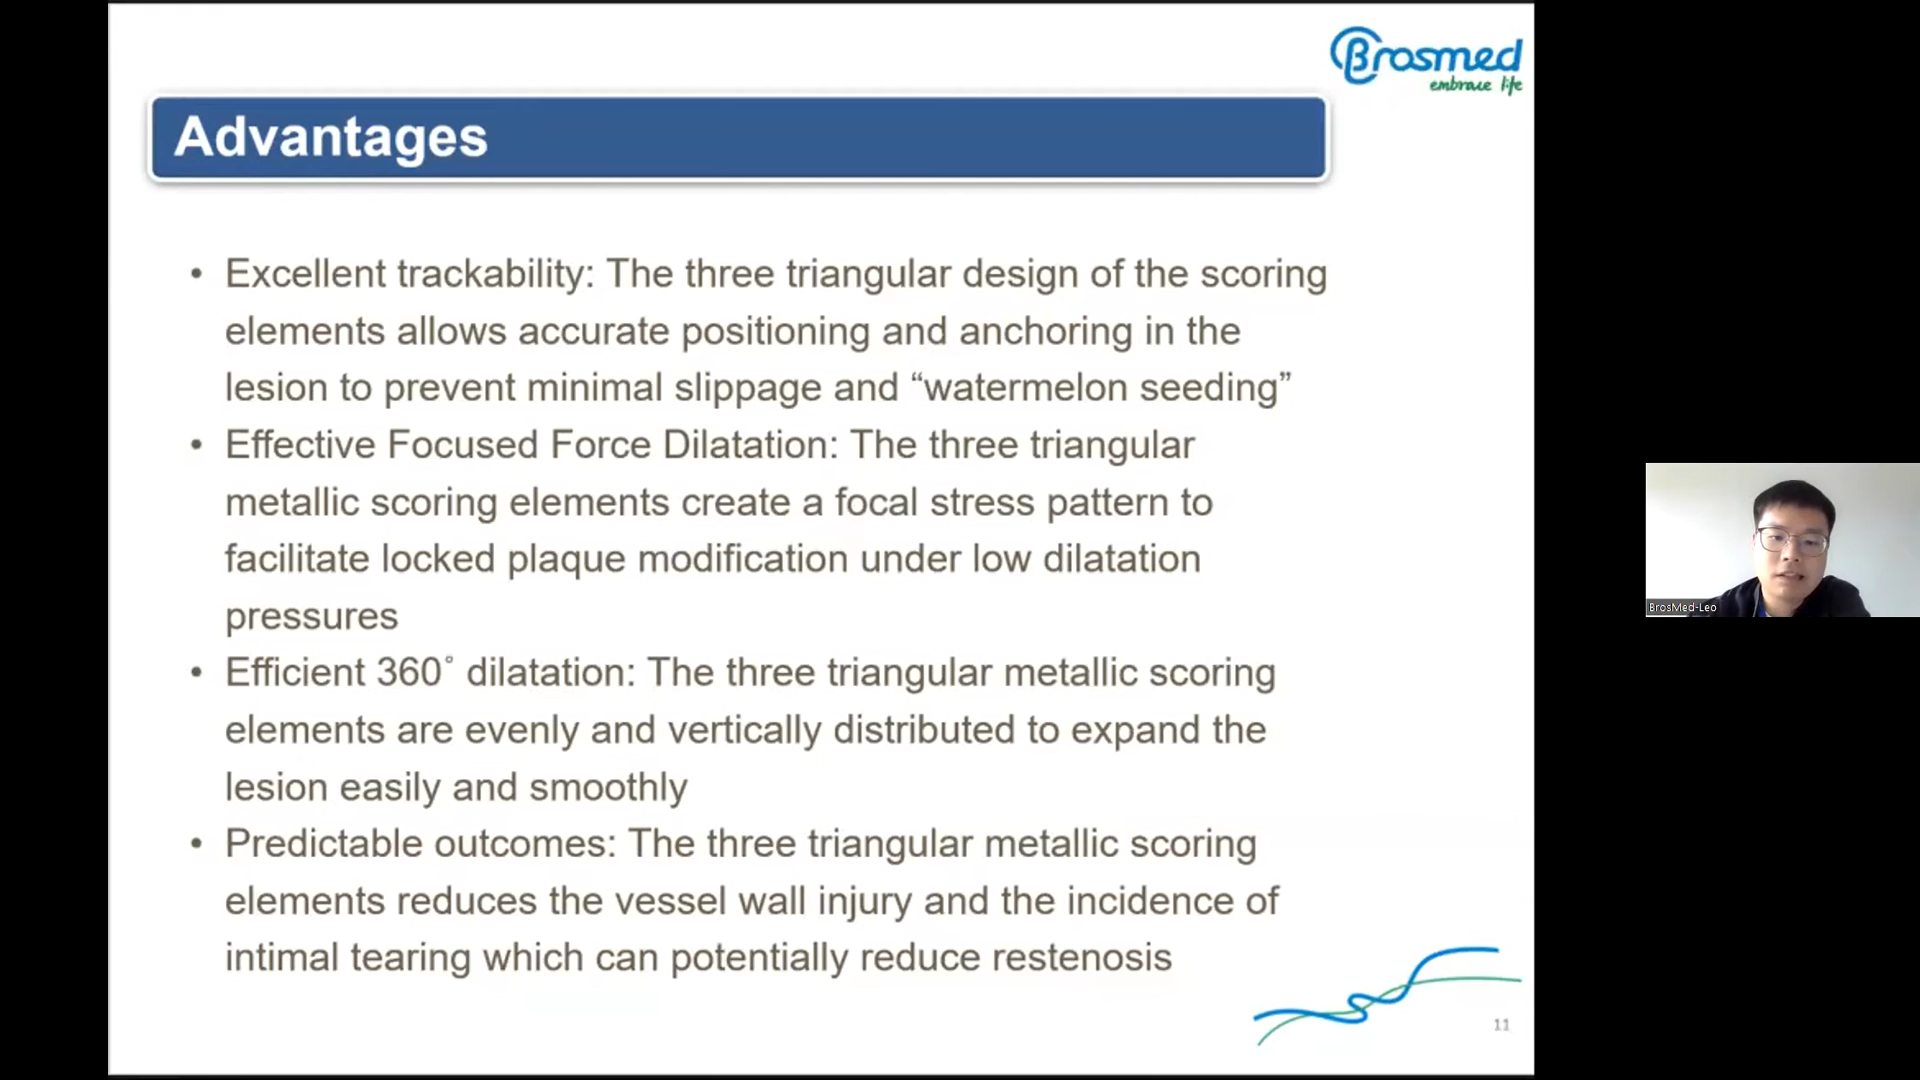 Brosmed
embrace life
Advantages
• Excellent trackability: The three triangular design of the scoring
elements allows accurate positioning and anchoring in the
lesion to prevent minimal slippage and “watermelon seeding”
• Effective Focused Force Dilatation: The three triangular
metallic scoring elements create a focal stress pattern to
facilitate locked plaque modification under low dilatation
pressures
• Efficient 360˚ dilatation: The three triangular metallic scoring
elements are evenly and vertically distributed to expand the
lesion easily and smoothly
• Predictable outcomes: The three triangular metallic scoring
elements reduces the vessel wall injury and the incidence of
intimal tearing which can potentially reduce restenosis
11
BrosMed-Leo